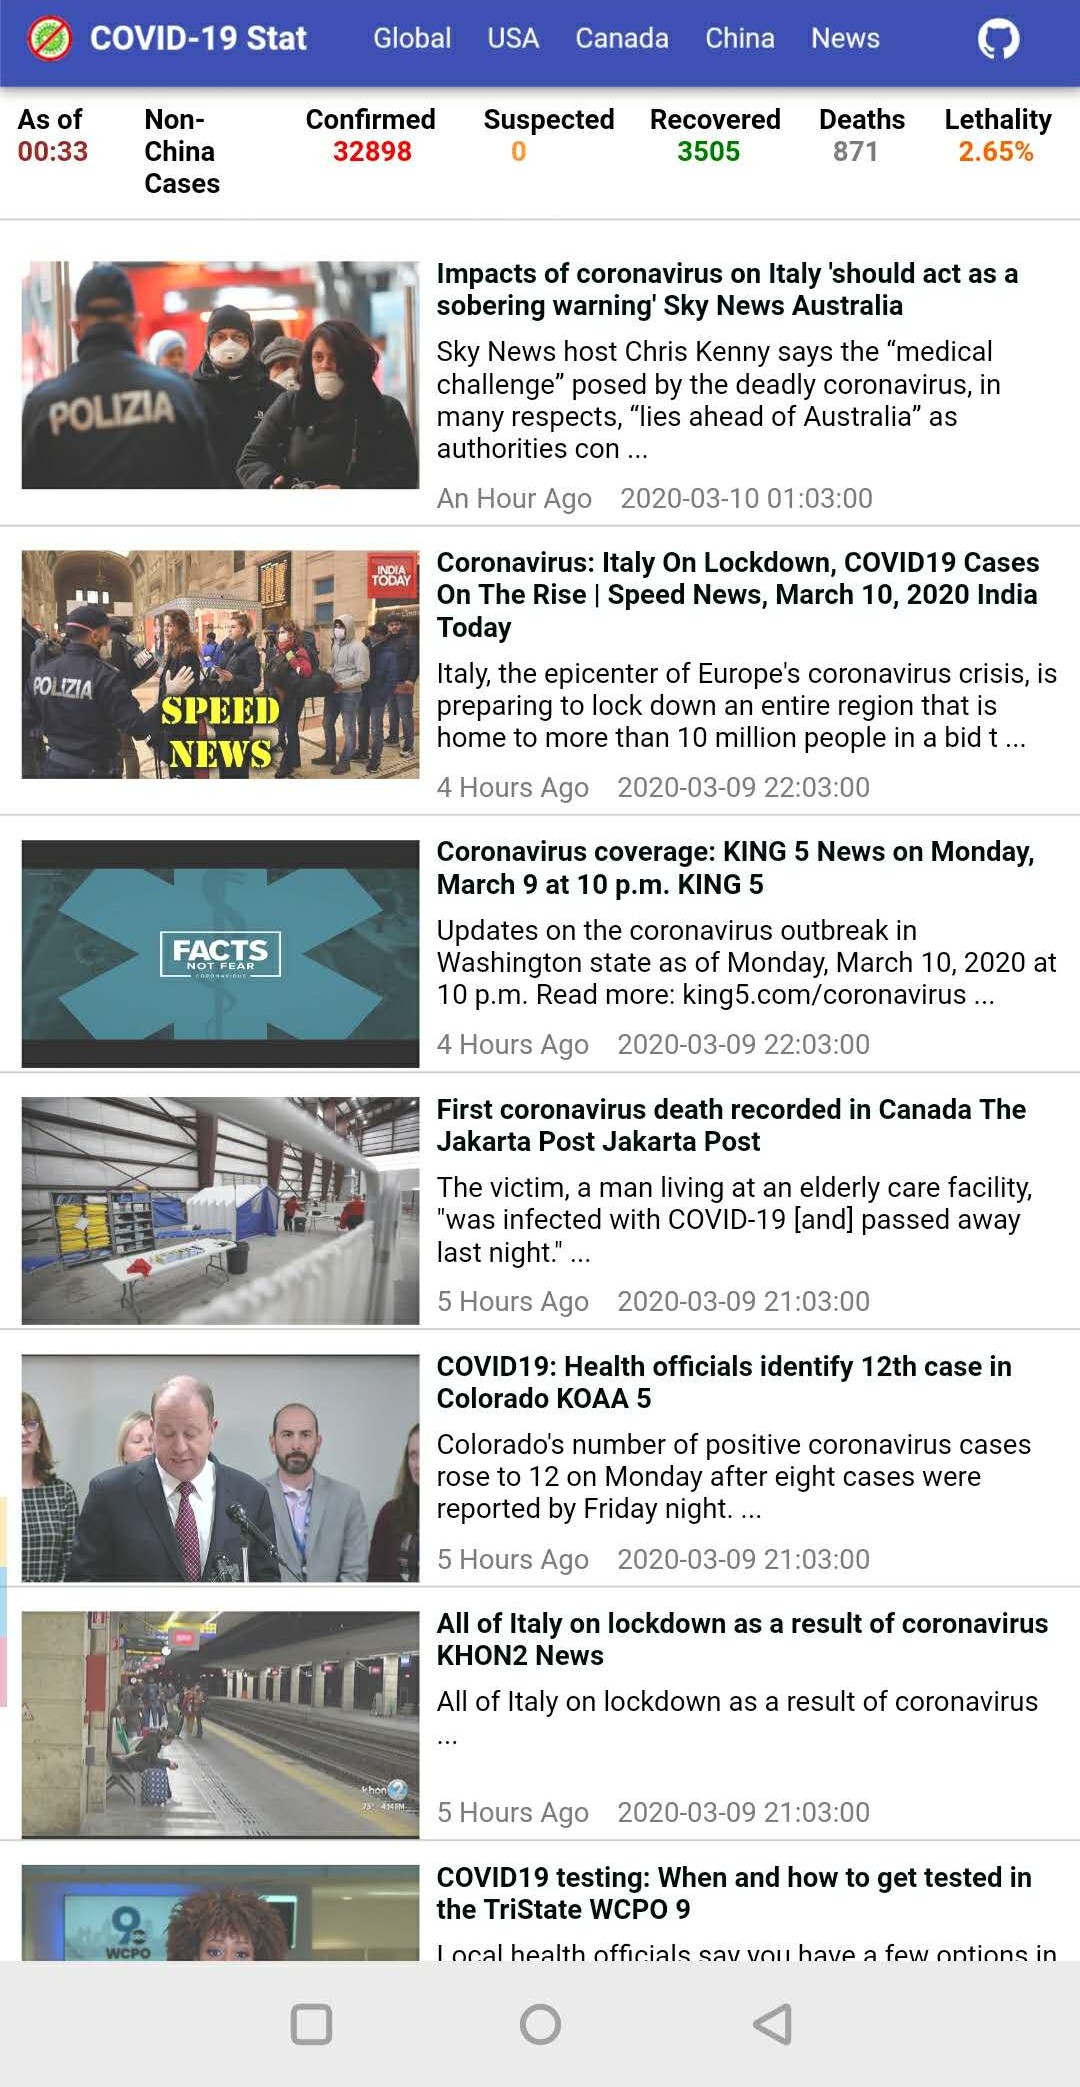 COVID-19 Stat Global USA Canada China News
As of Non- Confirmed Suspected Recovered Deaths Lethality
00:33 China 32898 0 3505 871 2.65%
Cases
POLIZIA
Impacts of coronavirus on Italy 'should act as a
sobering warning' Sky News Australia
Sky News host Chris Kenny says the “medical
challenge” posed by the deadly coronavirus, in
many respects, “lies ahead of Australia” as
authorities con ...
An Hour Ago 2020-03-10 01:03:00
INDIA
TODAY
POLIZIA
SPEED
NEWS
Coronavirus: Italy On Lockdown, COVID19 Cases
On The Rise | Speed News, March 10, 2020 India
Today
Italy, the epicenter of Europe's coronavirus crisis, is
preparing to lock down an entire region that is
home to more than 10 million people in a bid t ...
4 Hours Ago 2020-03-09 22:03:00
FACTS
NOT FEAR
CORONAVIRUS
Coronavirus coverage: KING 5 News on Monday,
March 9 at 10 p.m. KING 5
Updates on the coronavirus outbreak in
Washington state as of Monday, March 10, 2020 at
10 p.m. Read more: king5.com/coronavirus ...
4 Hours Ago 2020-03-09 22:03:00
First coronavirus death recorded in Canada The
Jakarta Post Jakarta Post
The victim, a man living at an elderly care facility,
"was infected with COVID-19 [and] passed away
last night." ...
5 Hours Ago 2020-03-09 21:03:00
COVID19: Health officials identify 12th case in
Colorado KOAA 5
Colorado's number of positive coronavirus cases
rose to 12 on Monday after eight cases were
reported by Friday night. ...
5 Hours Ago 2020-03-09 21:03:00
khon2
75° 4:14PM
All of Italy on lockdown as a result of coronavirus
KHON2 News
All of Italy on lockdown as a result of coronavirus
...
5 Hours Ago 2020-03-09 21:03:00
9
WCPO
COVID19 testing: When and how to get tested in
the TriState WCPO 9
Local health officials say you have a few options in